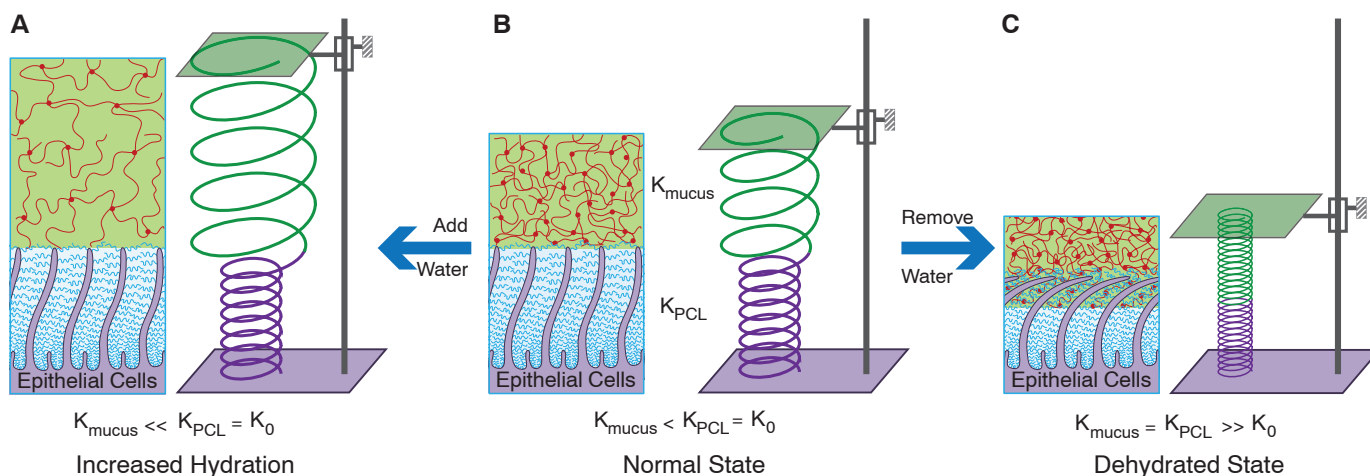 A
B
C
K_mucus
K_PCL
Add
Water
Remove
Water
Epithelial Cells
Epithelial Cells
Epithelial Cells
K_mucus << K_PCL = K_0
K_mucus < K_PCL = K_0
K_mucus = K_PCL >> K_0
Increased Hydration
Normal State
Dehydrated State